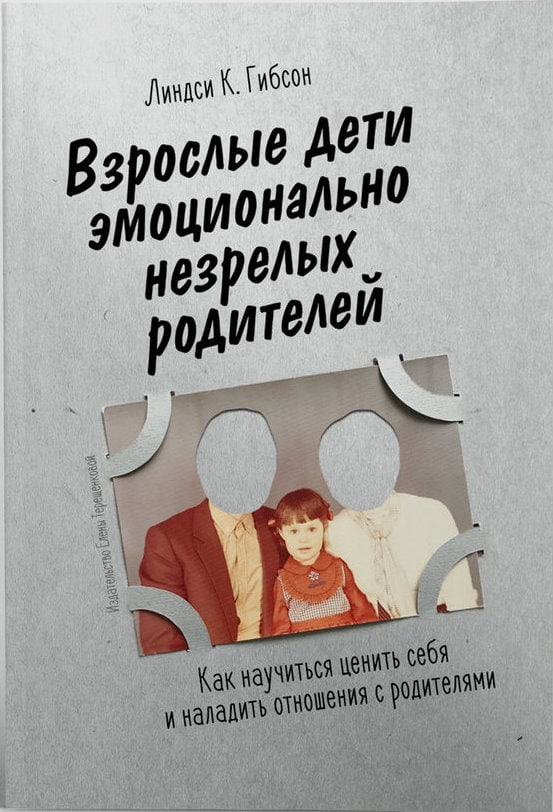 Линдси К. Гибсон
Взрослые дети
эмоционально
незрелых
родителей
Издательство Елены Терещенковой
Как научиться ценить себя
и наладить отношения с родителями